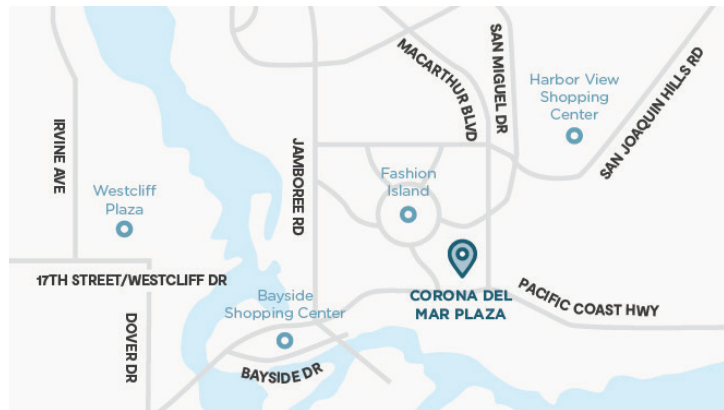 IRVINE AVE
Westcliff
Plaza
17TH STREET/WESTCLIFF DR
DOVER DR
JAMBOREE RD
Bayside
Shopping Center
BAYSIDE DR
Fashion
Island
MACARTHUR BLVD
SAN MIGUEL DR
Harbor View
Shopping
Center
SAN JOAQUIN HILLS RD
CORONA DEL
MAR PLAZA
PACIFIC COAST HWY